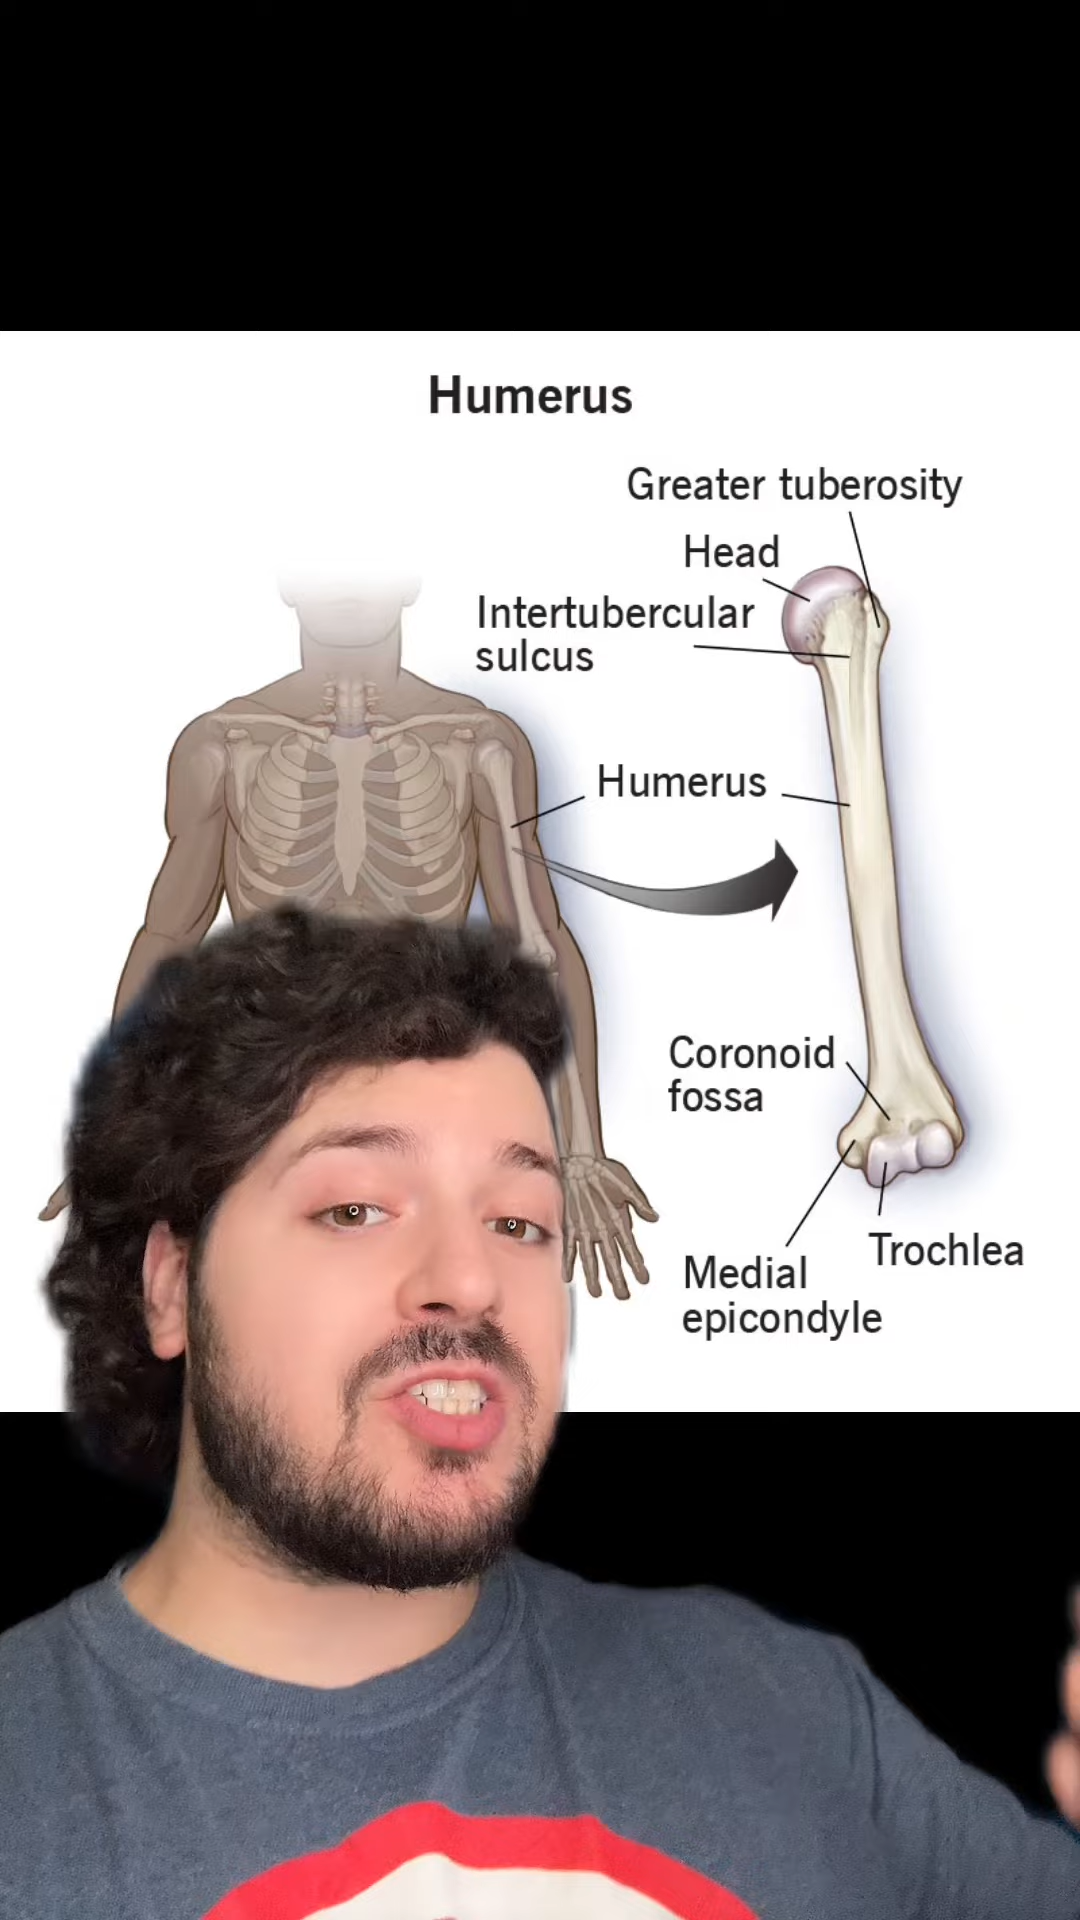 Humerus
Greater tuberosity
Head
Intertubercular
sulcus
Humerus
Coronoid
fossa
Trochlea
Medial
epicondyle